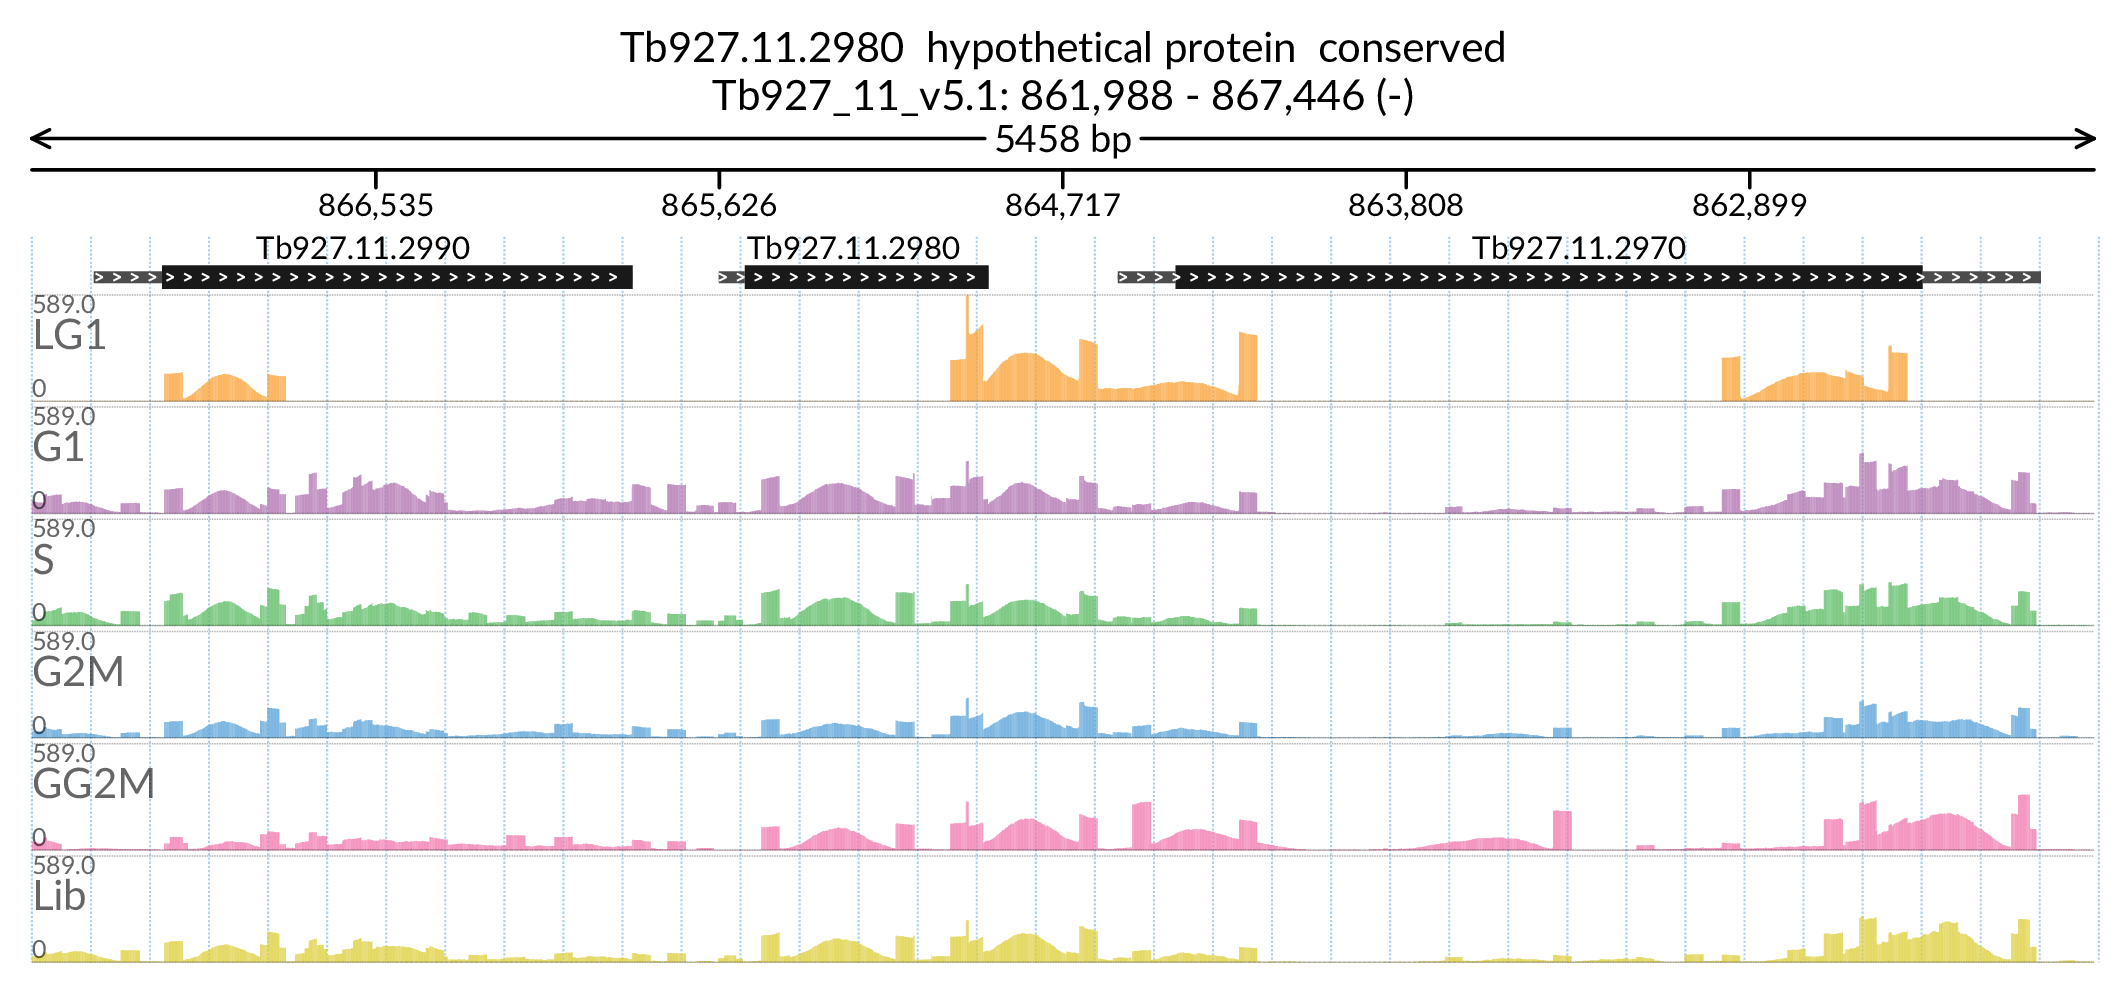 Tb927.11.2980  hypothetical protein  conserved
Tb927_11_v5.1: 861,988 - 867,446 (-)
5458 bp
866,535 865,626 864,717 863,808 862,899
Tb927.11.2990 Tb927.11.2980 Tb927.11.2970
589.0
LG1
0
589.0
G1
0
589.0
S
0
589.0
G2M
0
589.0
GG2M
0
589.0
Lib
0